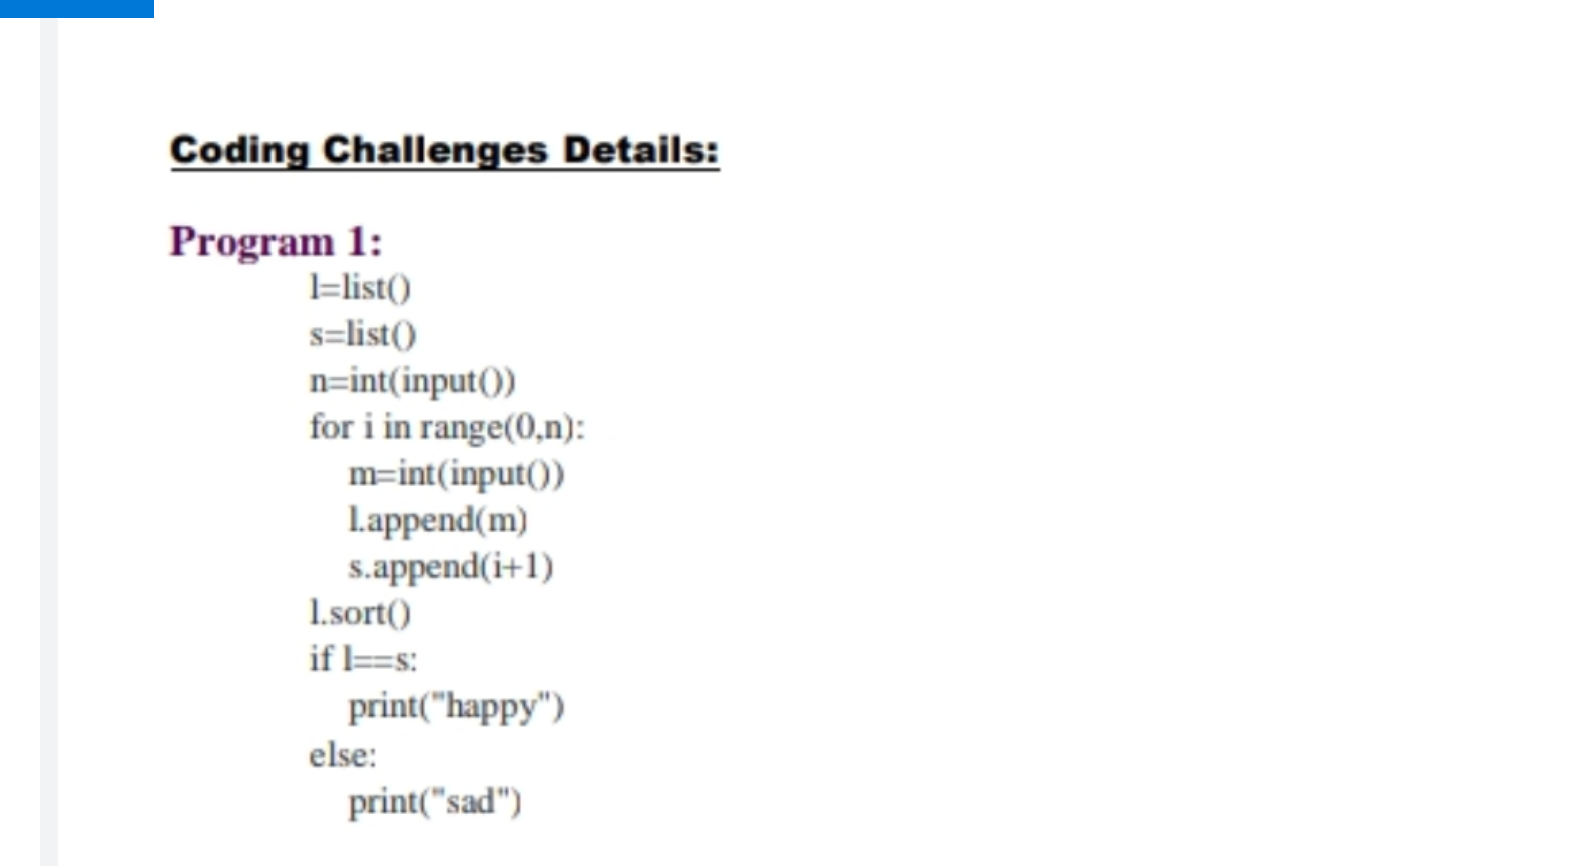 Coding Challenges Details:
Program 1:
l=list()
s=list()
n=int(input())
for i in range(0,n):
m=int(input())
l.append(m)
s.append(i+1)
l.sort()
if l==s:
print("happy")
else:
print("sad")